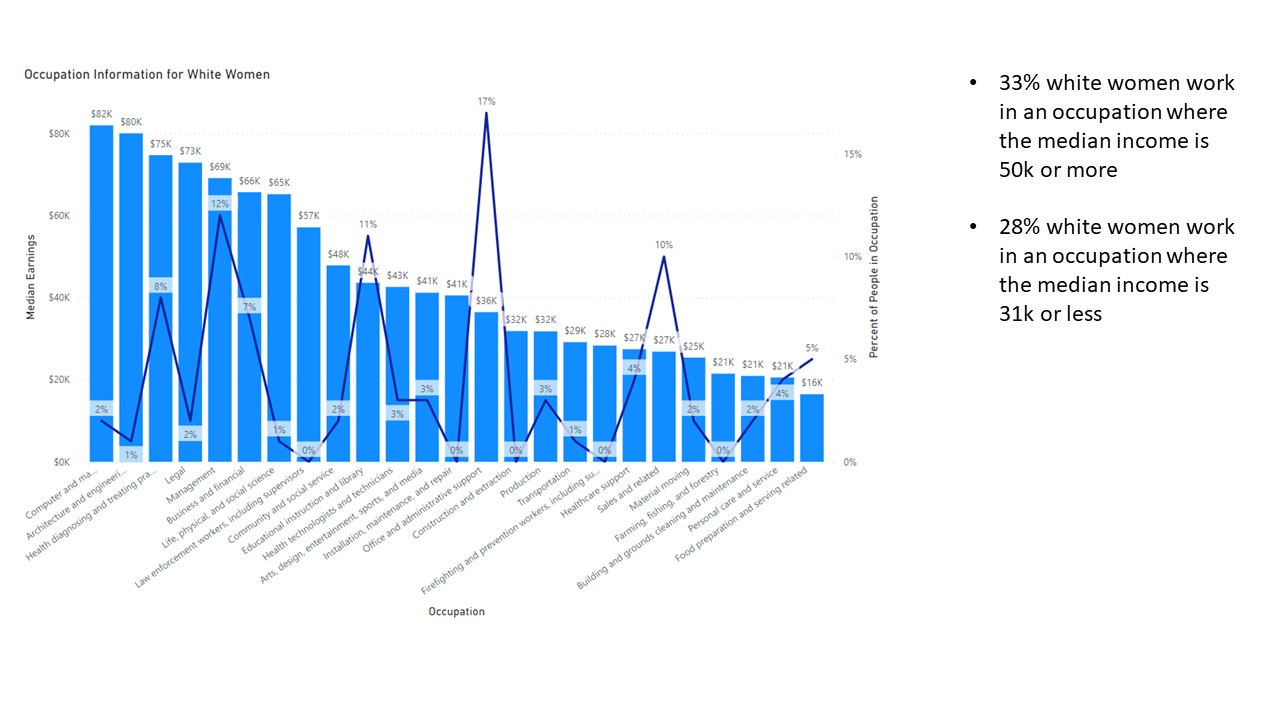 Occupation Information for White Women
$82K
$80K
$75K
$73K
$69K
$66K
$65K
$57K
$48K
$44K
$43K
$41K
$41K
$36K
$32K
$32K
$29K
$28K
$27K
$27K
$25K
$21K
$21K
$21K
$16K
2%
1%
8%
2%
12%
7%
1%
0%
2%
11%
3%
3%
0%
17%
0%
3%
1%
0%
4%
10%
2%
0%
2%
4%
5%
$80K
$60K
$40K
$20K
$0K
Median Earnings
15%
10%
5%
0%
Percent of People in Occupation
Computer and ma...
Architecture and engineeri...
Health diagnosing and treating pra...
Legal
Management
Business and financial
Life, physical, and social science
Law enforcement workers, including supervisors
Community and social service
Educational instruction and library
Health technologists and technicians
Arts, design, entertainment, sports, and media
Installation, maintenance, and repair
Office and administrative support
Construction and extraction
Production
Transportation
Firefighting and prevention workers, including su...
Healthcare support
Sales and related
Material moving
Farming, fishing, and forestry
Building and grounds cleaning and maintenance
Personal care and service
Food preparation and serving related
Occupation
• 33% white women work
in an occupation where
the median income is
50k or more
• 28% white women work
in an occupation where
the median income is
31k or less